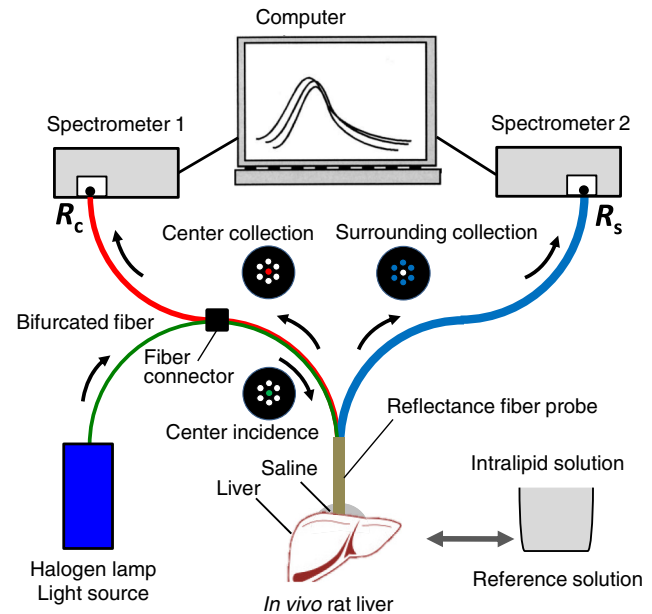 Computer
Spectrometer 1
Spectrometer 2
Rc
Rs
Center collection
Surrounding collection
Bifurcated fiber
Fiber
connector
Center incidence
Reflectance fiber probe
Saline
Liver
Intralipid solution
Halogen lamp
Light source
In vivo rat liver
Reference solution